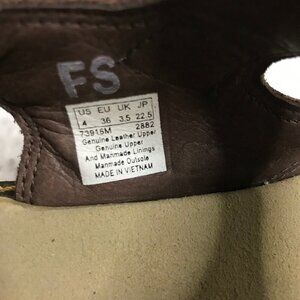 FS
US EU UK JP
4 36 3.5 22.5
73915M 2882
Genuine Leather Upper
Genuine Upper
And Manmade Linings
Manmade Outsole
MADE IN VIETNAM